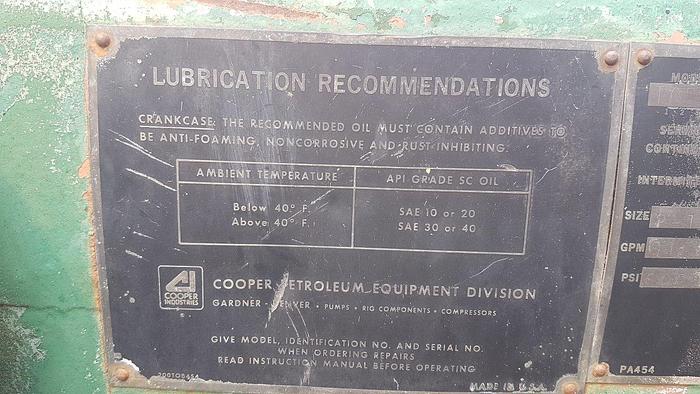 LUBRICATION RECOMMENDATIONS
CRANKCASE: THE RECOMMENDED OIL MUST CONTAIN ADDITIVES TO
BE ANTI-FOAMING, NONCORROSIVE AND RUST INHIBITING.
AMBIENT TEMPERATURE API GRADE SC OIL
Below 40° F. SAE 10 or 20
Above 40° F. SAE 30 or 40
COOPER
INDUSTRIES
COOPER PETROLEUM EQUIPMENT DIVISION
GARDNER-DENVER • PUMPS • RIG COMPONENTS • COMPRESSORS
GIVE MODEL, IDENTIFICATION NO. AND SERIAL NO.
WHEN ORDERING REPAIRS
READ INSTRUCTION MANUAL BEFORE OPERATING
MADE IN U.S.A.
SIZE
GPM
PSI
PA454